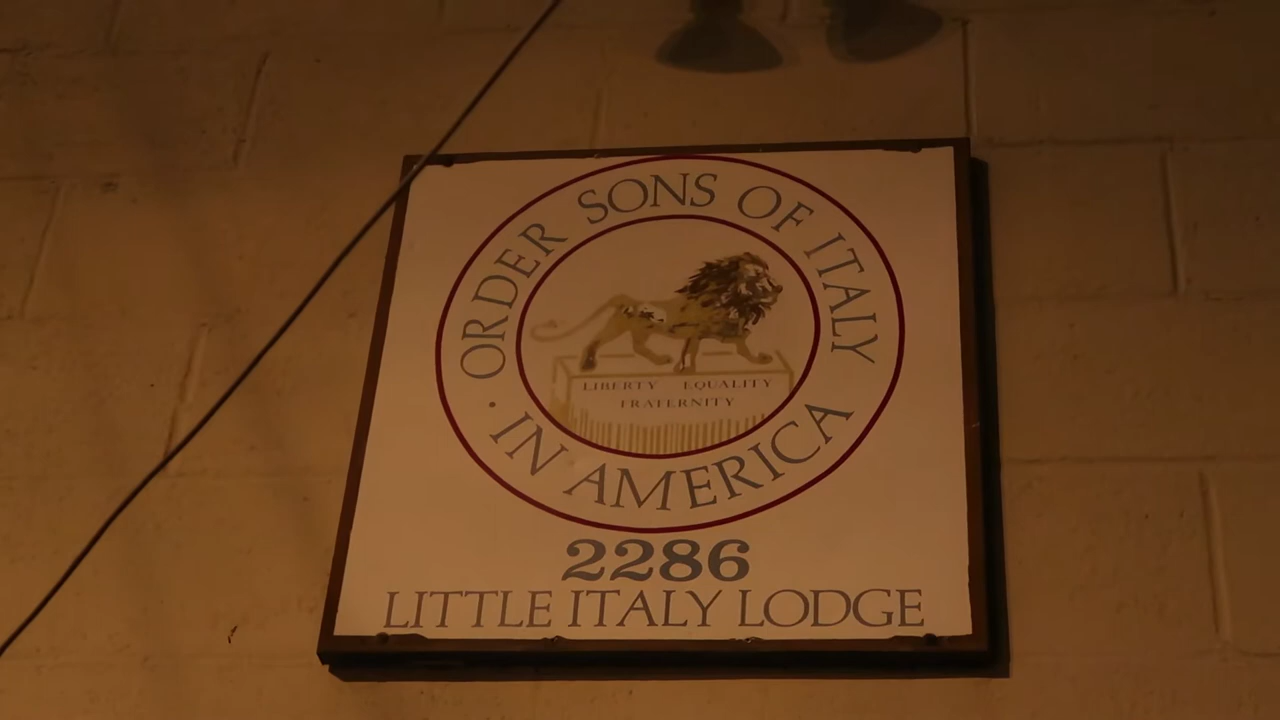 ORDER SONS OF ITALY
· IN AMERICA
LIBERTY EQUALITY
FRATERNITY
2286
LITTLE ITALY LODGE